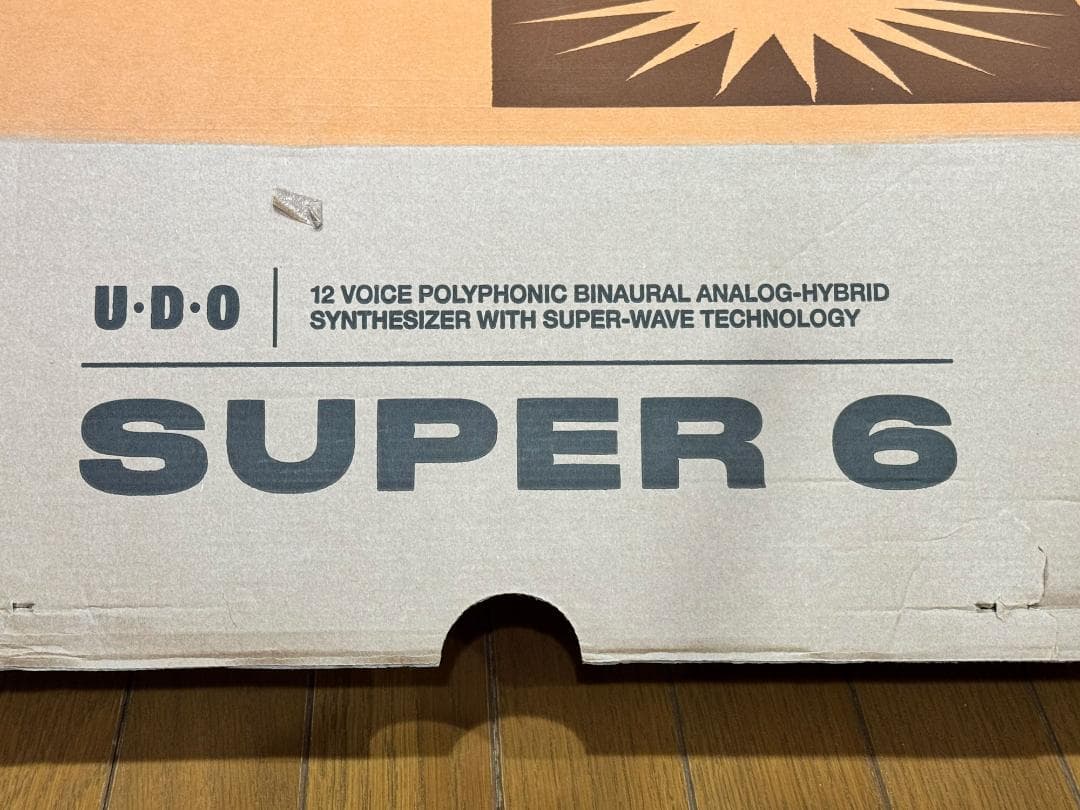 U·D·O
12 VOICE POLYPHONIC BINAURAL ANALOG-HYBRID
SYNTHESIZER WITH SUPER-WAVE TECHNOLOGY
SUPER 6